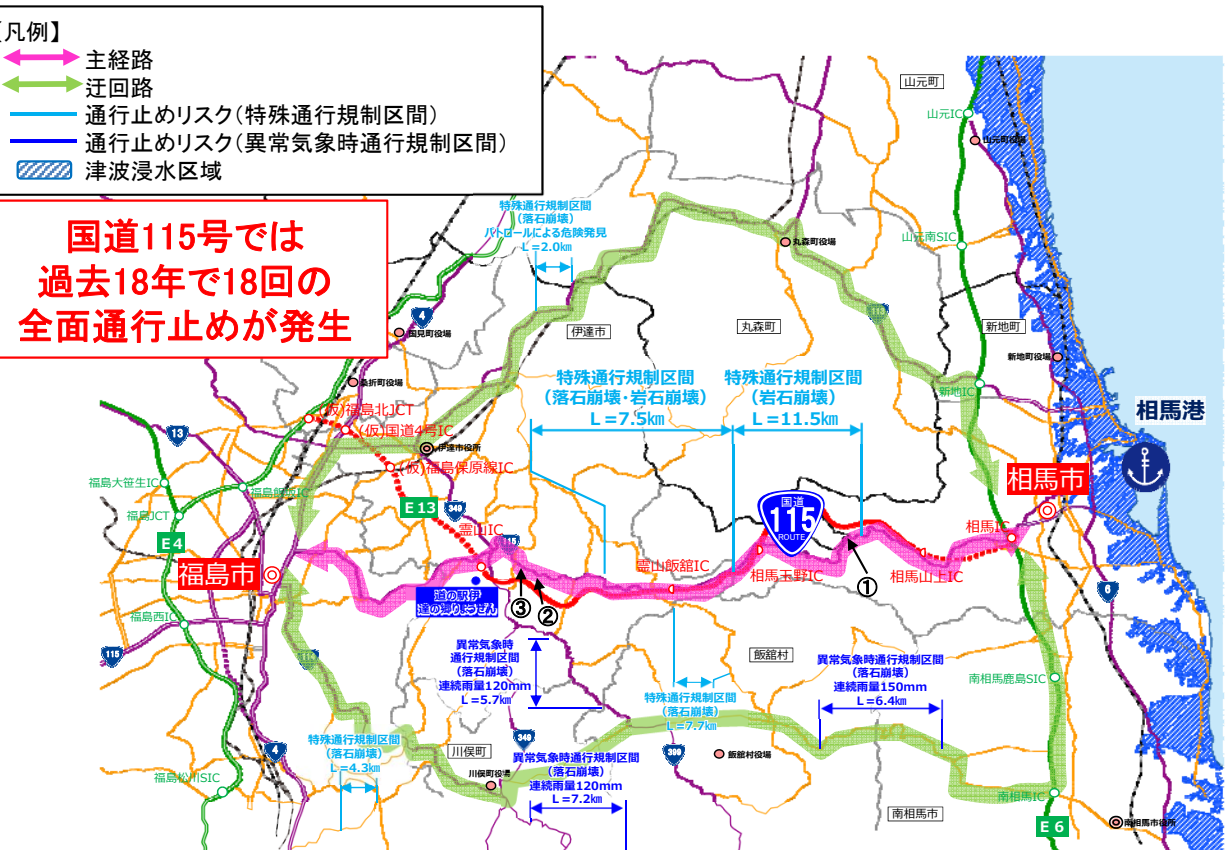 【凡例】
主経路
迂回路
通行止めリスク(特殊通行規制区間)
通行止めリスク(異常気象時通行規制区間)
津波浸水区域
国道115号では
過去18年で18回の
全面通行止めが発生
山元町
山元IC
山元町役場
特殊通行規制区間
(落石崩壊)
パトロールによる危険発見
L=2.0km
丸森町役場
山元南SIC
4
国見町役場
伊達市
丸森町
113
新地町
新地町役場
桑折町役場
特殊通行規制区間
(落石崩壊・岩石崩壊)
L=7.5km
特殊通行規制区間
(岩石崩壊)
L=11.5km
新地IC
相馬港
(仮)福島北JCT
(仮)国道4号IC
13
伊達市役所
(仮)福島保原線IC
福島大笹生IC
福島飯坂IC
相馬市
福島JCT
E13
349
国道
115
ROUTE
霊山IC
相馬IC
E4
115
福島市
霊山飯舘IC
相馬玉野IC
①
相馬山上IC
道の駅伊
達の郷りょうぜん
③
②
6
福島西IC
115
114
異常気象時
通行規制区間
(落石崩壊)
連続雨量120mm
L=5.7km
飯舘村
異常気象時通行規制区間
(落石崩壊)
連続雨量150mm
L=6.4km
南相馬鹿島SIC
特殊通行規制区間
(落石崩壊)
L=7.7km
特殊通行規制区間
(落石崩壊)
L=4.3km
4
川俣町
349
399
飯舘村役場
異常気象時通行規制区間
(落石崩壊)
連続雨量120mm
L=7.2km
福島松川SIC
川俣町役場
南相馬IC
南相馬市
E6
南相馬市役所